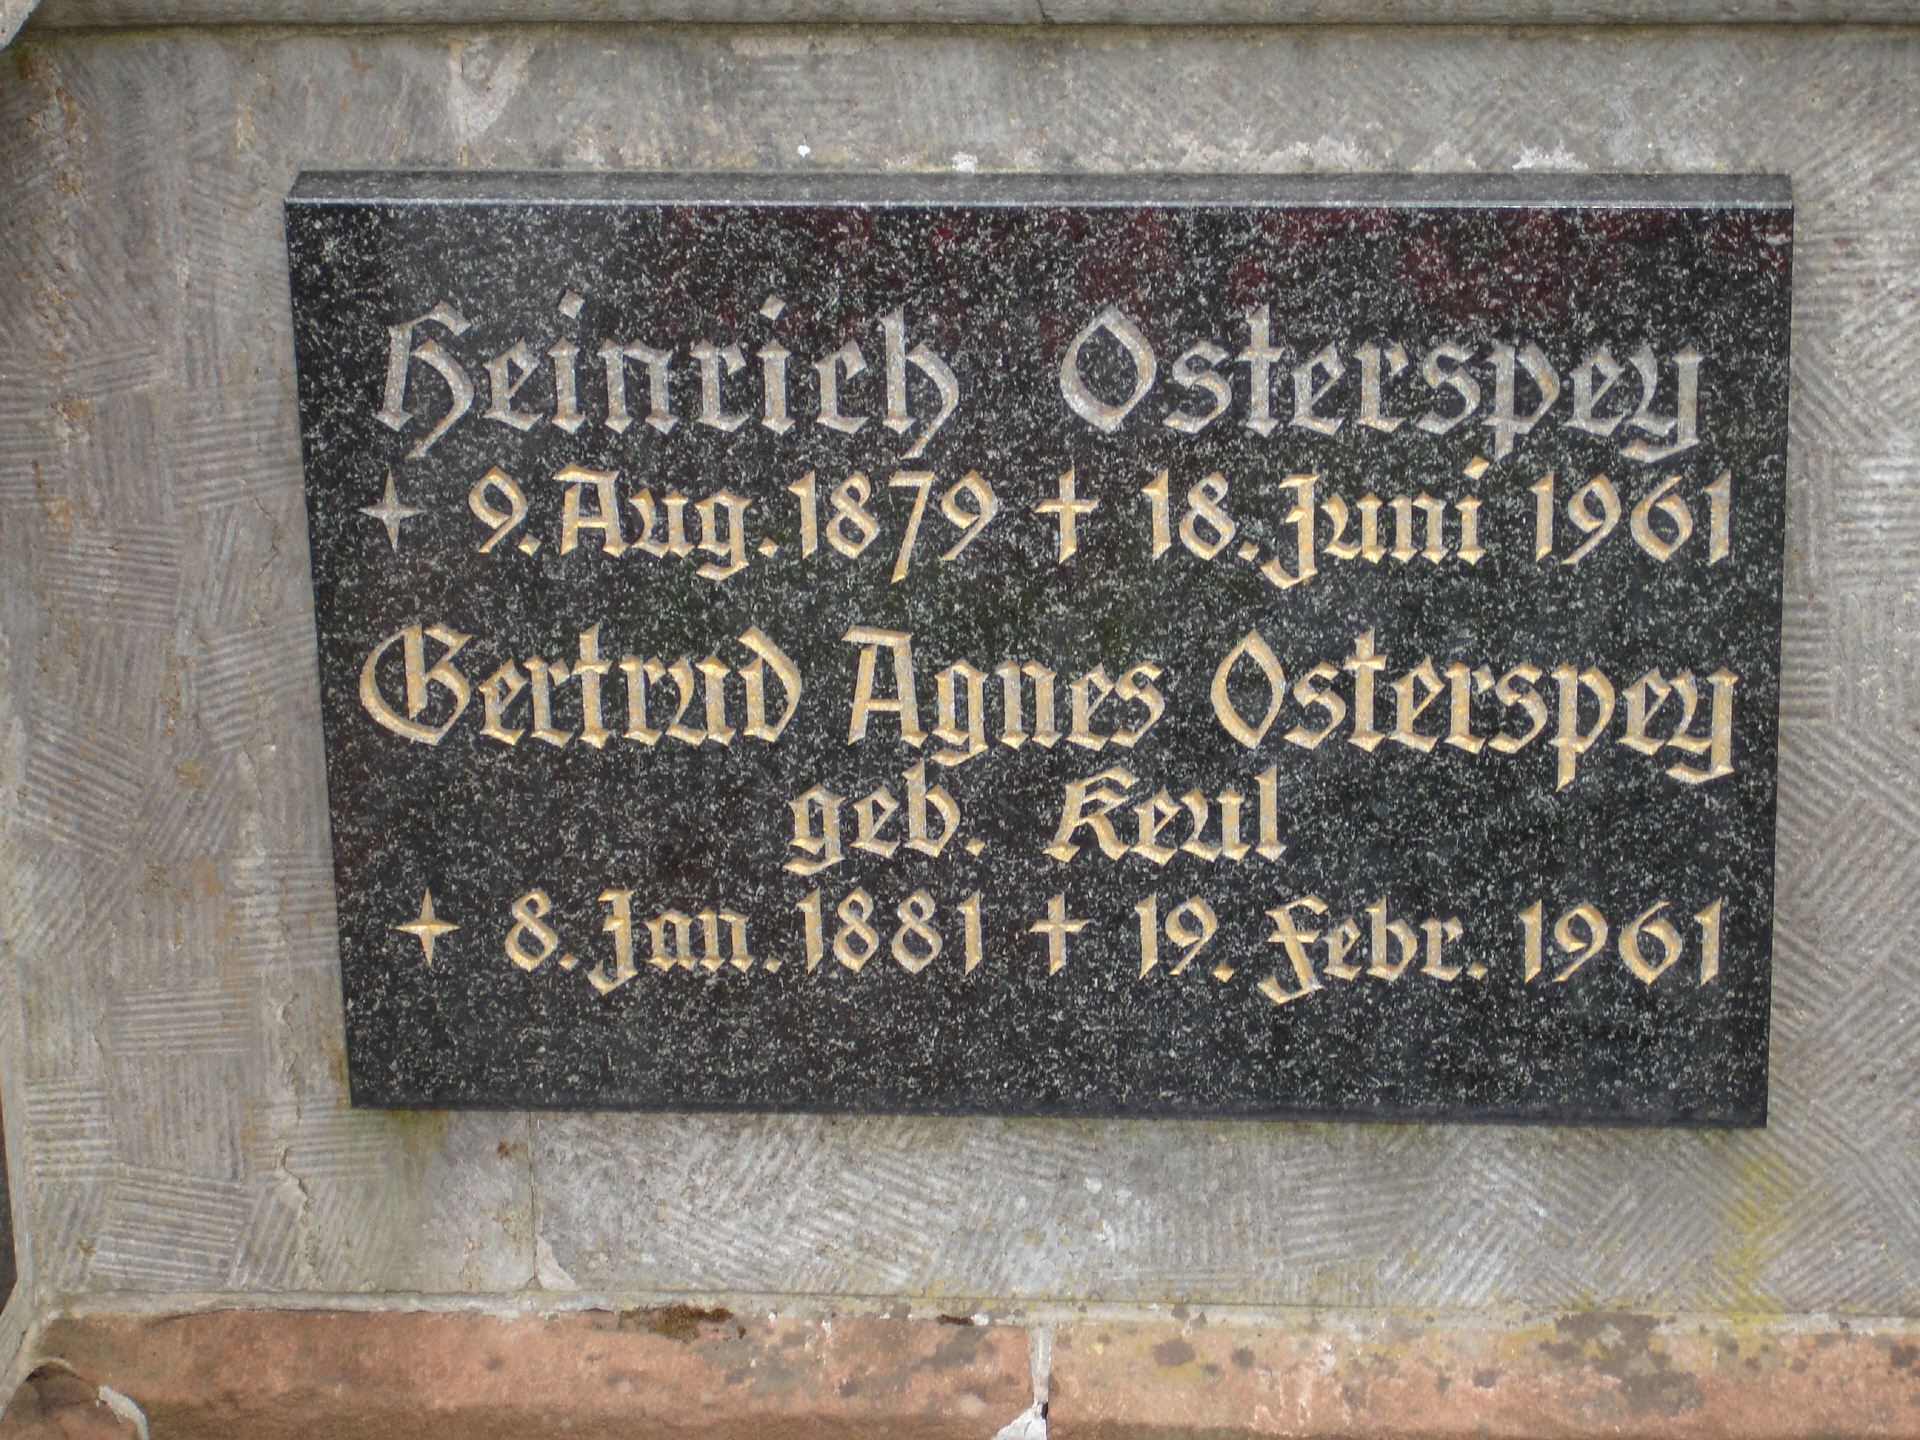 Heinrich Osterspey
✦ 9. Aug. 1879 ✝ 18. Juni 1961
Gertrud Agnes Osterspey
geb. Keul
✦ 8. Jan. 1881 ✝ 19. Febr. 1961